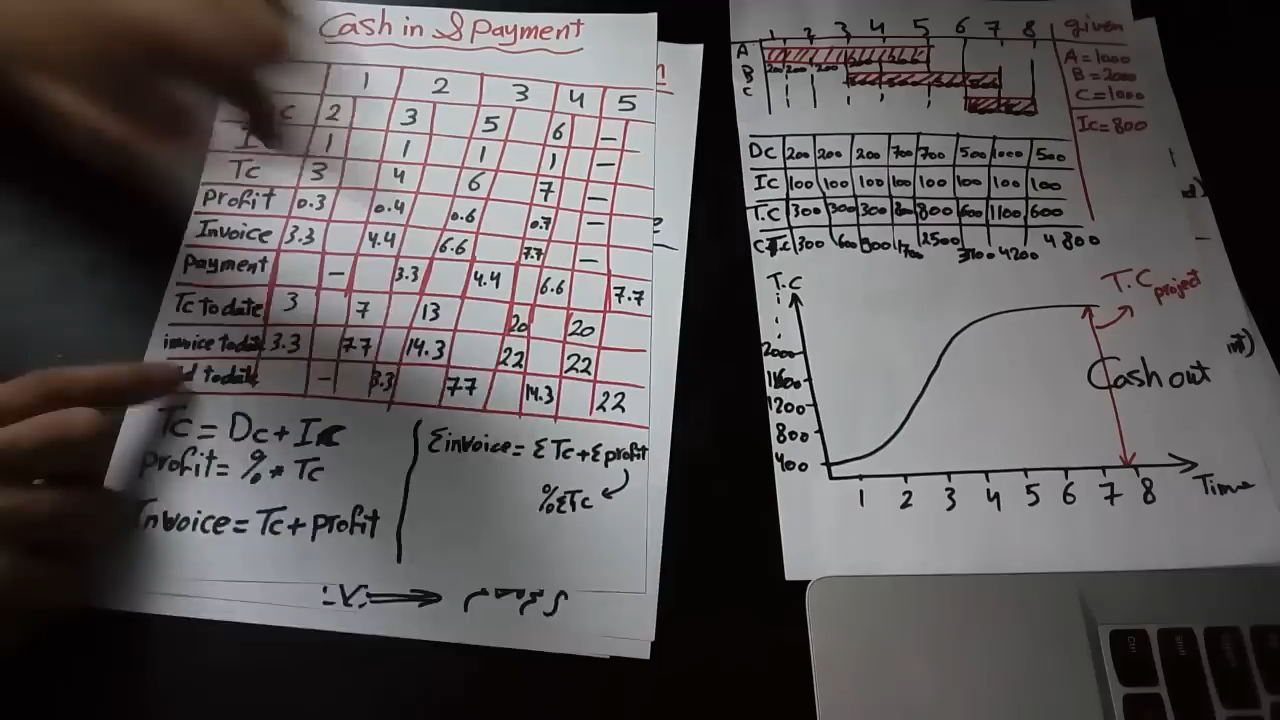 Cash in & Payment
1 2 3 4 5
C 2 3 5 6 –
I 1 1 1 1 –
Tc 3 4 6 7 –
Profit 0.3 0.4 0.6 0.7 –
Invoice 3.3 4.4 6.6 7.7 –
Payment – 3.3 4.4 6.6 7.7
Tc to date 3 7 13 20 20
invoice to date 3.3 7.7 14.3 22 22
d to date – 3.3 7.7 14.3 22
Tc = Dc + Ic
Profit = % * Tc
Invoice = Tc + Profit
Σinvoice = ΣTc + Σprofit
%ΣTc
1 2 3 4 5 6 7 8
A
B 200 200 200
C
given
A = 1000
B = 2000
C = 1000
Ic = 800
DC 200 200 200 700 700 500 1000 500
IC 100 100 100 100 100 100 100 100
T.C 300 300 300 800 800 600 1100 600
300 600 900 1700 2500 3100 4200 4800
T.C
T.C project
2000
1600
1200
800
400
Cash out
1 2 3 4 5 6 7 8 Time